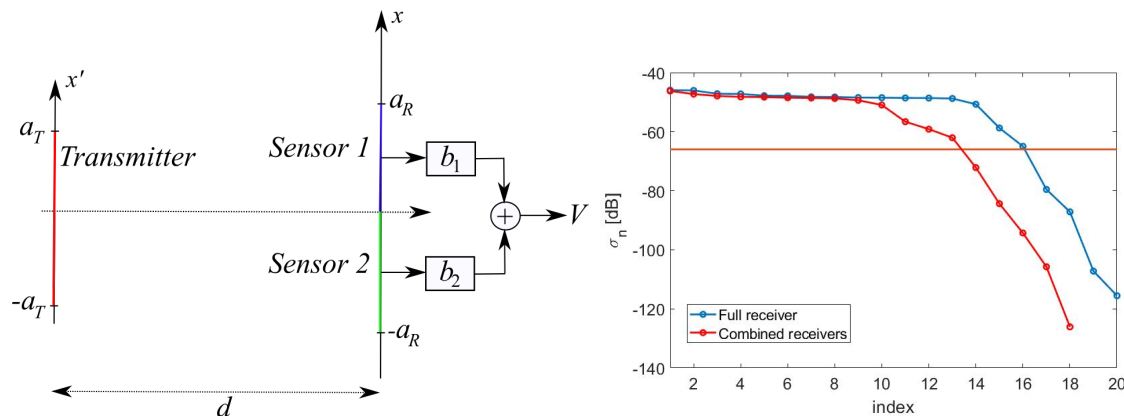 x
x'
a_R
a_T
Sensor 1
b_1
Transmitter
+
V
Sensor 2
b_2
-a_T
-a_R
d
-40
-60
-80
-100
-120
-140
σ_n [dB]
Full receiver
Combined receivers
2 4 6 8 10 12 14 16 18 20
index